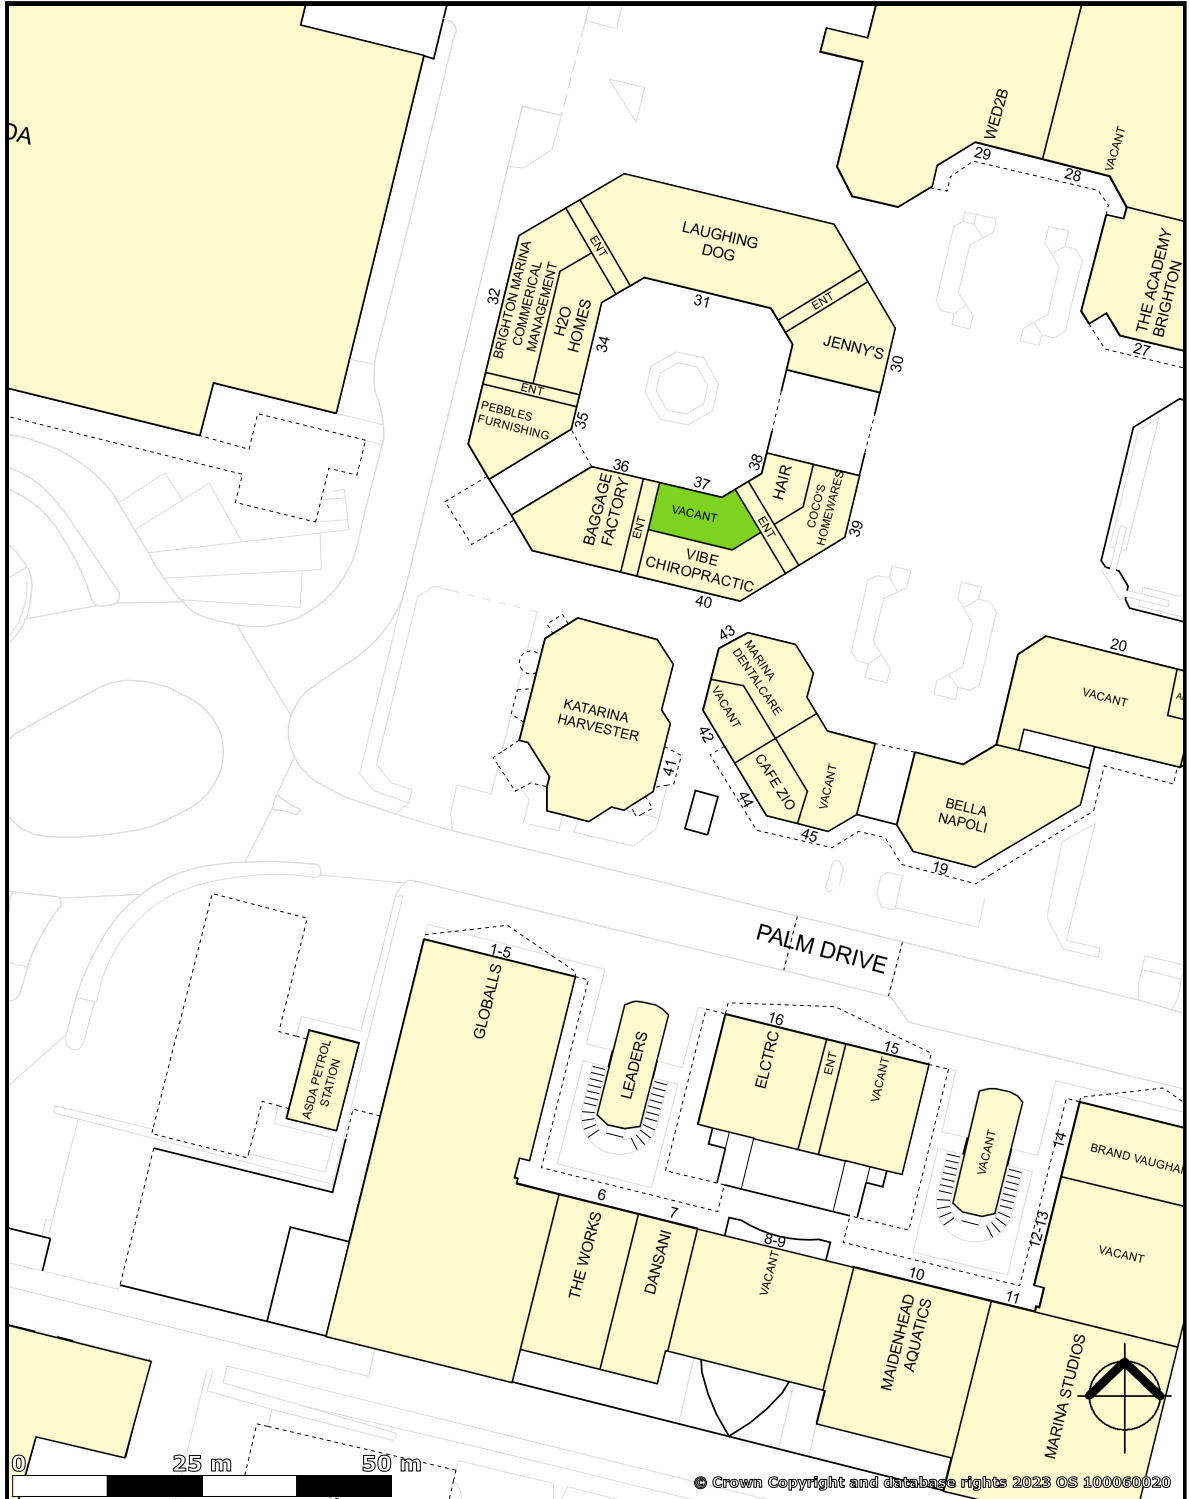 DA
WED2B
VACANT
29
28
THE ACADEMY
BRIGHTON
27
LAUGHING
DOG
ENT
31
ENT
JENNY'S
30
32
BRIGHTON MARINA
COMMERICAL
MANAGEMENT
H2O
HOMES
34
ENT
PEBBLES
FURNISHING
35
36
37
38
BAGGAGE
FACTORY
ENT
VACANT
ENT
HAIR
COCO'S
HOMEWARES
39
VIBE
CHIROPRACTIC
40
KATARINA
HARVESTER
41
43
MARINA
DENTALCARE
VACANT
42
CAFE ZIO
44
VACANT
45
20
VACANT
BELLA
NAPOLI
19
PALM DRIVE
1-5
GLOBALLS
ASDA PETROL
STATION
LEADERS
16
ELCTRC
ENT
15
VACANT
VACANT
14
BRAND VAUGHA
12-13
VACANT
6
THE WORKS
7
DANSANI
8-9
VACANT
10
MAIDENHEAD
AQUATICS
11
MARINA STUDIOS
0 25 m 50 m
© Crown Copyright and database rights 2023 OS 100060020